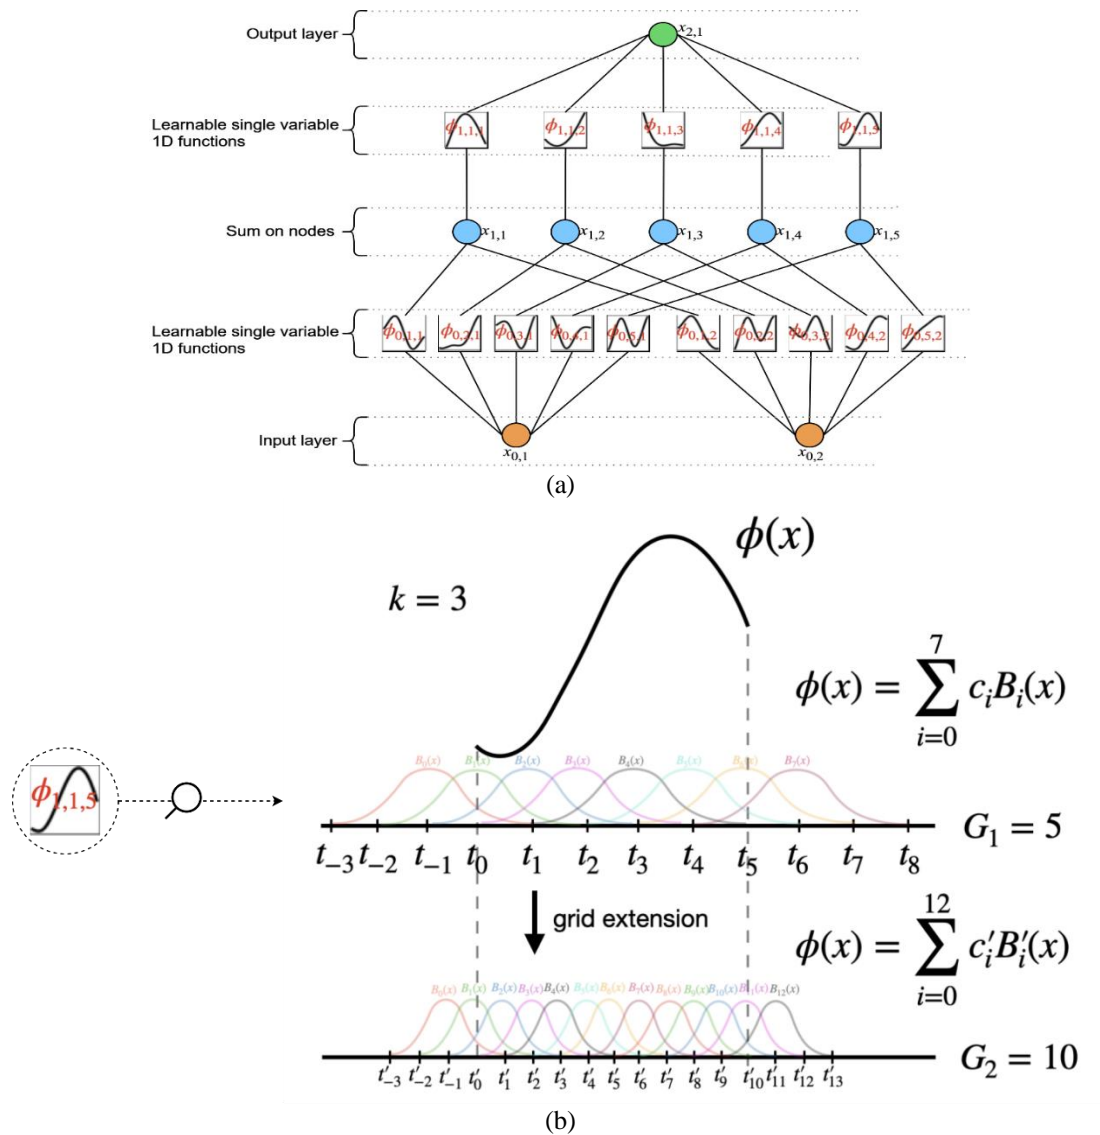 Output layer
x2,1
Learnable single variable
1D functions
ϕ1,1,1 ϕ1,1,2 ϕ1,1,3 ϕ1,1,4 ϕ1,1,5
Sum on nodes
x1,1 x1,2 x1,3 x1,4 x1,5
Learnable single variable
1D functions
ϕ0,1,1 ϕ0,2,1 ϕ0,3,1 ϕ0,4,1 ϕ0,5,1 ϕ0,1,2 ϕ0,2,2 ϕ0,3,2 ϕ0,4,2 ϕ0,5,2
Input layer
x0,1 x0,2
(a)
ϕ(x)
k = 3
ϕ(x) = ∑_{i=0}^{7} c_i B_i(x)
B0(x) B1(x) B2(x) B3(x) B4(x) B5(x) B6(x) B7(x)
ϕ1,1,5
G1 = 5
t−3 t−2 t−1 t0 t1 t2 t3 t4 t5 t6 t7 t8
grid extension
ϕ(x) = ∑_{i=0}^{12} c′_i B′_i(x)
B0(x) B1(x) B2(x) B3(x) B4(x) B5(x) B6(x) B7(x) B8(x) B9(x) B10(x) B11(x) B12(x)
G2 = 10
t′−3 t′−2 t′−1 t′0 t′1 t′2 t′3 t′4 t′5 t′6 t′7 t′8 t′9 t′10 t′11 t′12 t′13
(b)